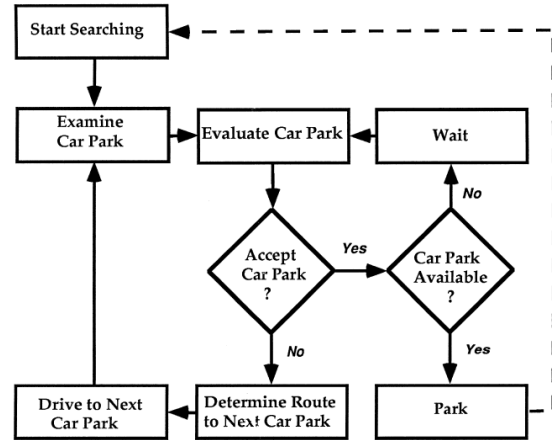 Start Searching
Examine
Car Park
Evaluate Car Park
Wait
No
Accept
Car Park
?
Yes
Car Park
Available
?
No
Yes
Drive to Next
Car Park
Determine Route
to Next Car Park
Park